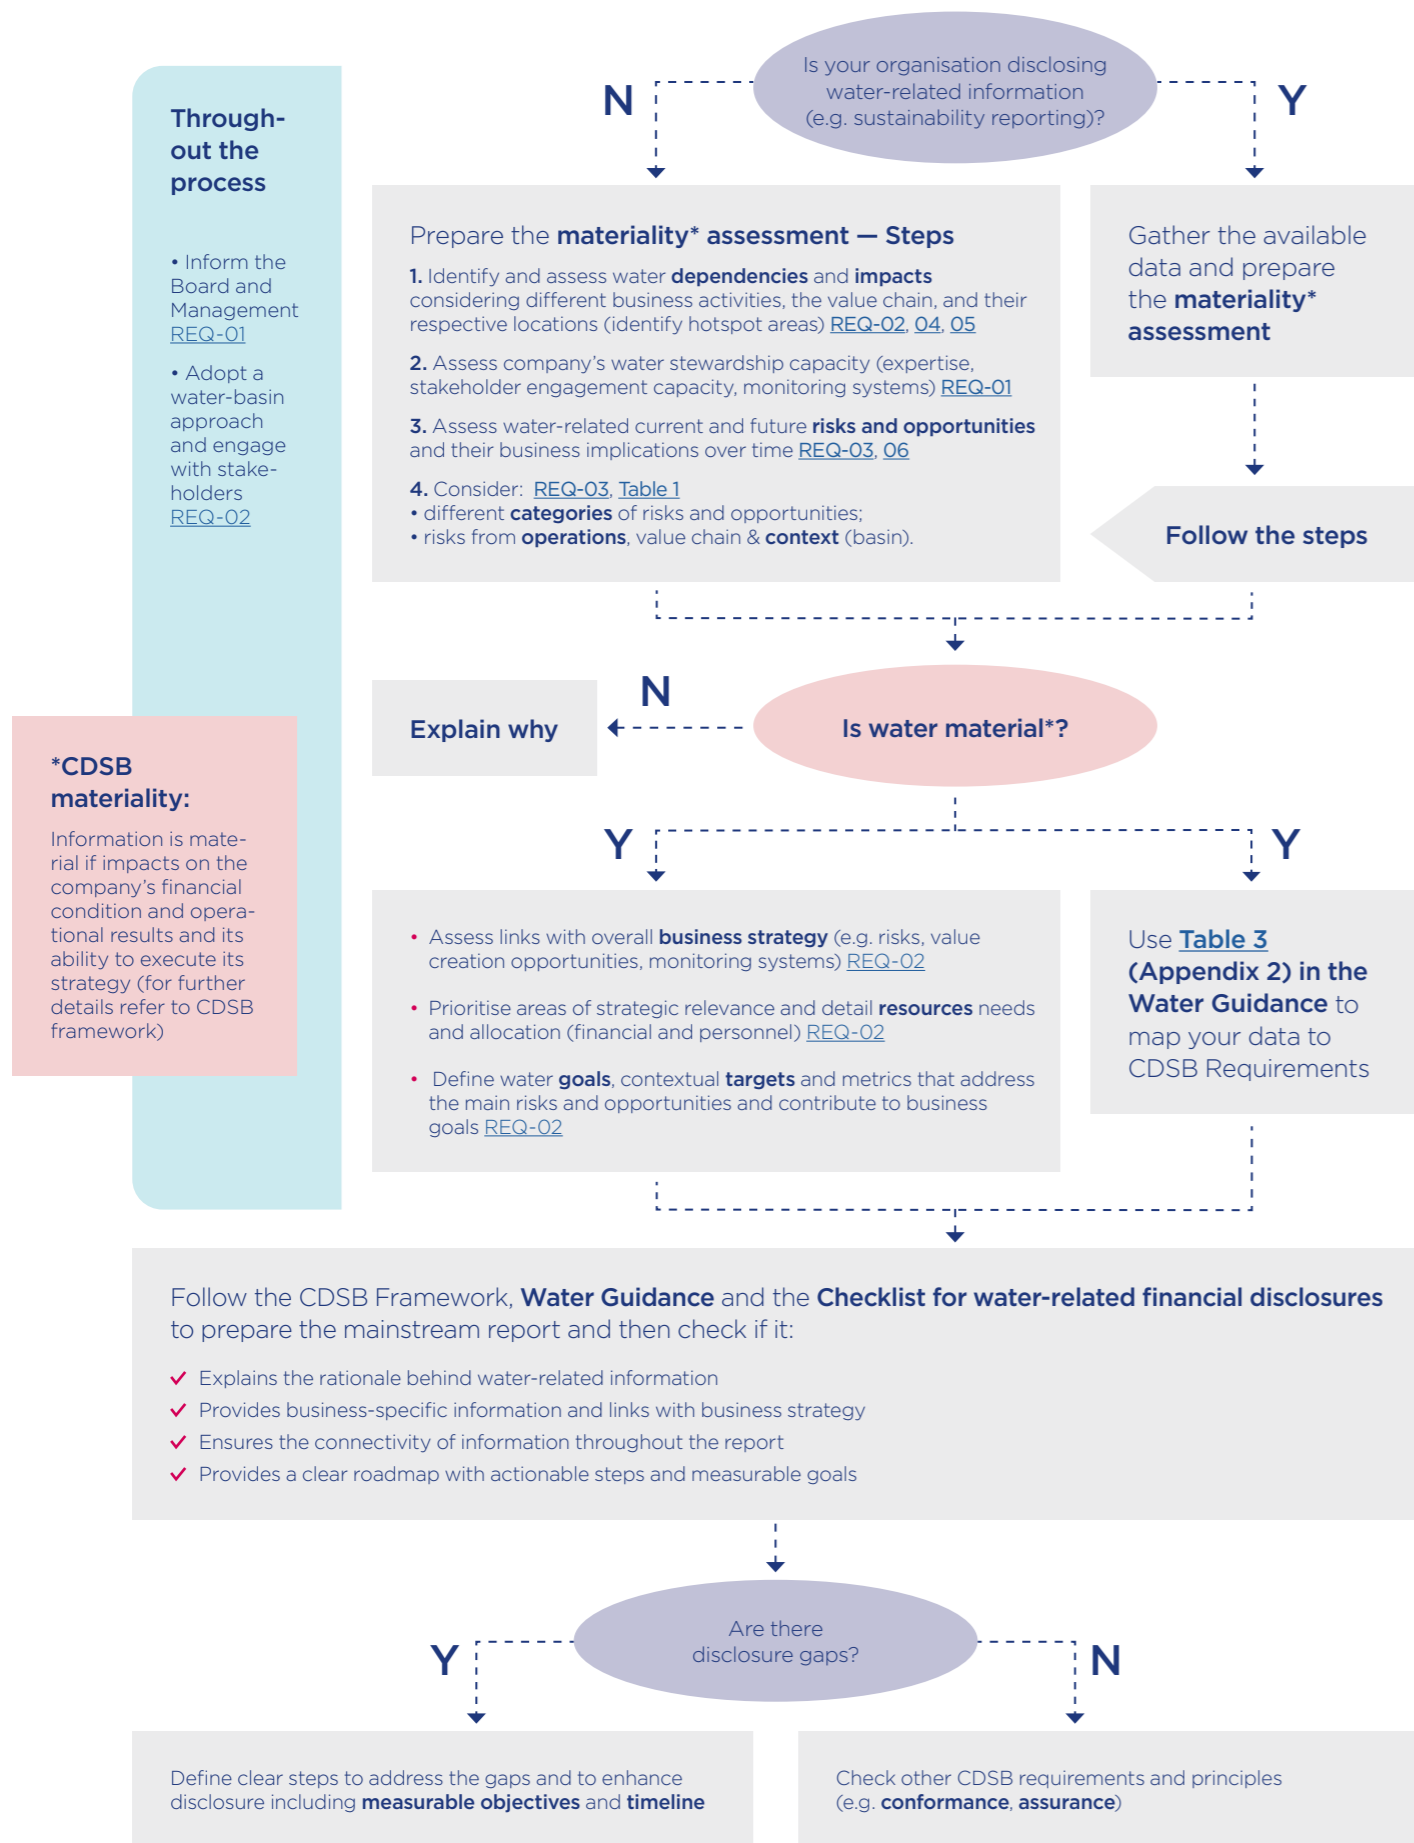 Is your organisation disclosing
water-related information
(e.g. sustainability reporting)?
N
Y
Through-
out the
process
• Inform the
Board and
Management
REQ-01
• Adopt a
water-basin
approach
and engage
with stake-
holders
REQ-02
Prepare the materiality* assessment — Steps
1. Identify and assess water dependencies and impacts
considering different business activities, the value chain, and their
respective locations (identify hotspot areas) REQ-02, 04, 05
2. Assess company's water stewardship capacity (expertise,
stakeholder engagement capacity, monitoring systems) REQ-01
3. Assess water-related current and future risks and opportunities
and their business implications over time REQ-03, 06
4. Consider: REQ-03, Table 1
• different categories of risks and opportunities;
• risks from operations, value chain & context (basin).
Gather the available
data and prepare
the materiality*
assessment
Follow the steps
Is water material*?
N
Explain why
*CDSB
materiality:
Information is mate-
rial if impacts on the
company's financial
condition and opera-
tional results and its
ability to execute its
strategy (for further
details refer to CDSB
framework)
Y
Y
• Assess links with overall business strategy (e.g. risks, value
creation opportunities, monitoring systems) REQ-02
• Prioritise areas of strategic relevance and detail resources needs
and allocation (financial and personnel) REQ-02
• Define water goals, contextual targets and metrics that address
the main risks and opportunities and contribute to business
goals REQ-02
Use Table 3
(Appendix 2) in the
Water Guidance to
map your data to
CDSB Requirements
Follow the CDSB Framework, Water Guidance and the Checklist for water-related financial disclosures
to prepare the mainstream report and then check if it:
✓ Explains the rationale behind water-related information
✓ Provides business-specific information and links with business strategy
✓ Ensures the connectivity of information throughout the report
✓ Provides a clear roadmap with actionable steps and measurable goals
Are there
disclosure gaps?
Y
N
Define clear steps to address the gaps and to enhance
disclosure including measurable objectives and timeline
Check other CDSB requirements and principles
(e.g. conformance, assurance)